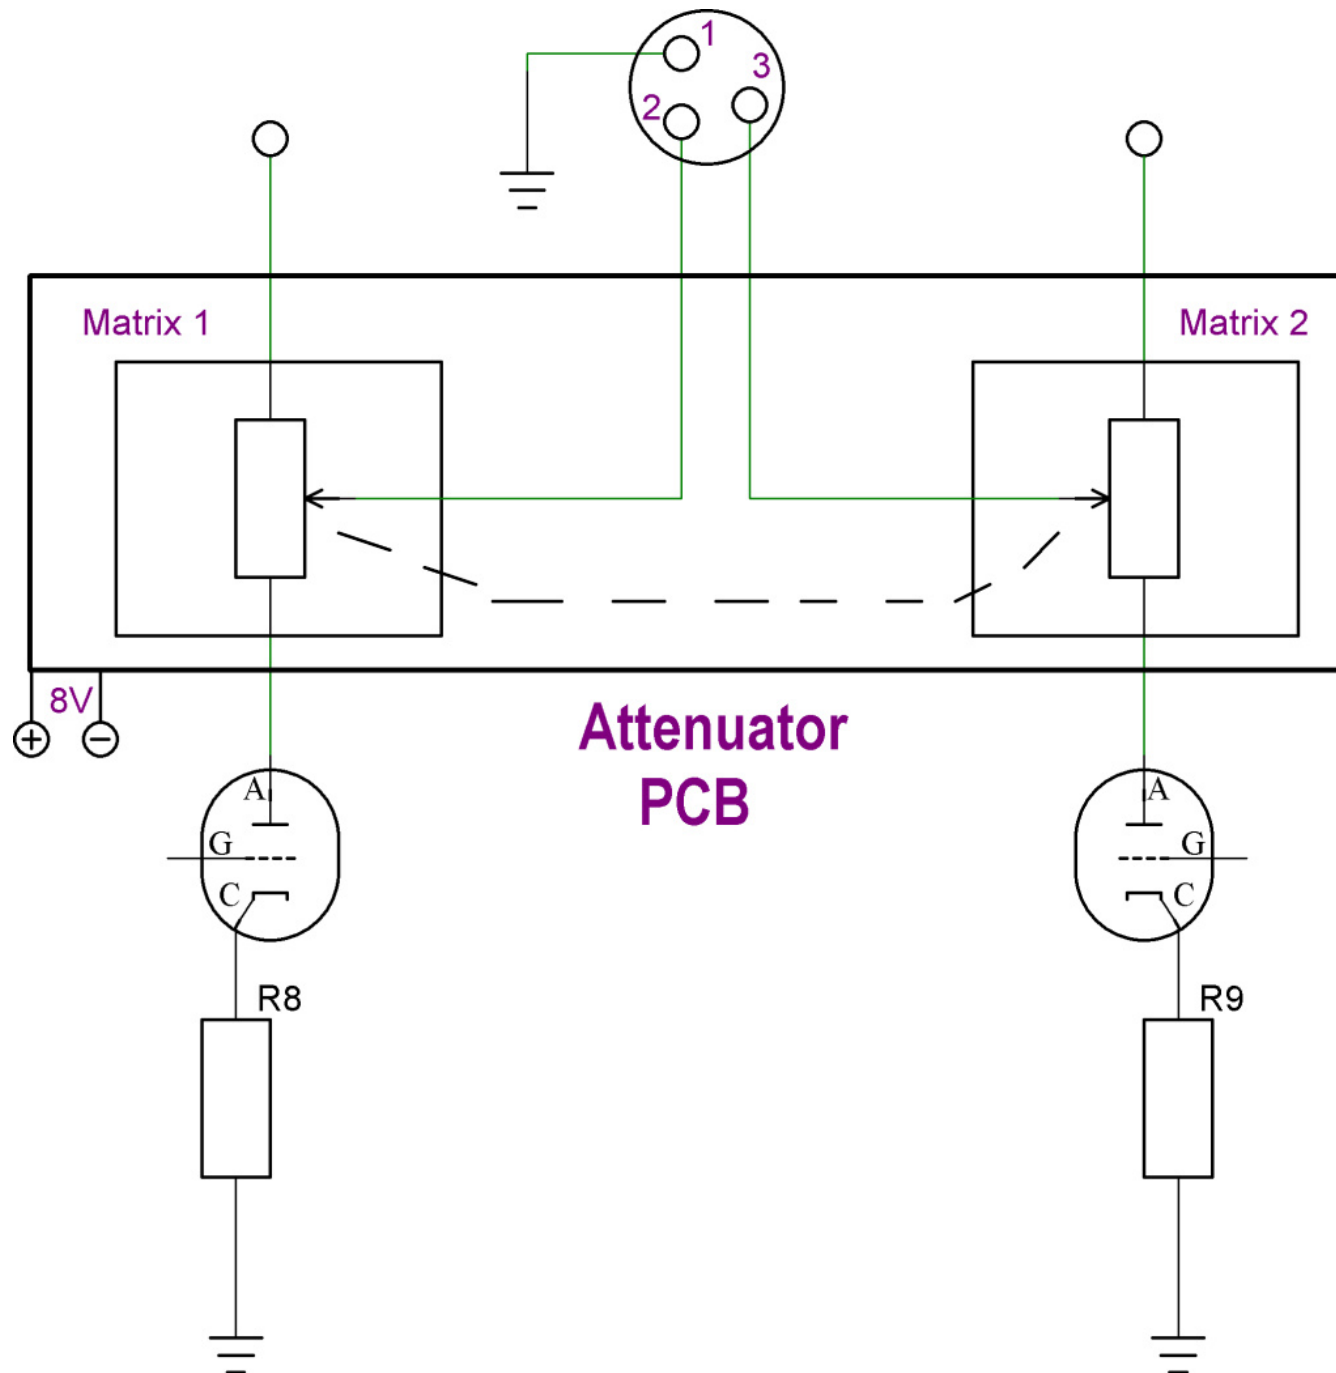 1
3
2
Matrix 1
Matrix 2
8V
+ −
Attenuator
PCB
A
A
G
G
C
C
R8
R9